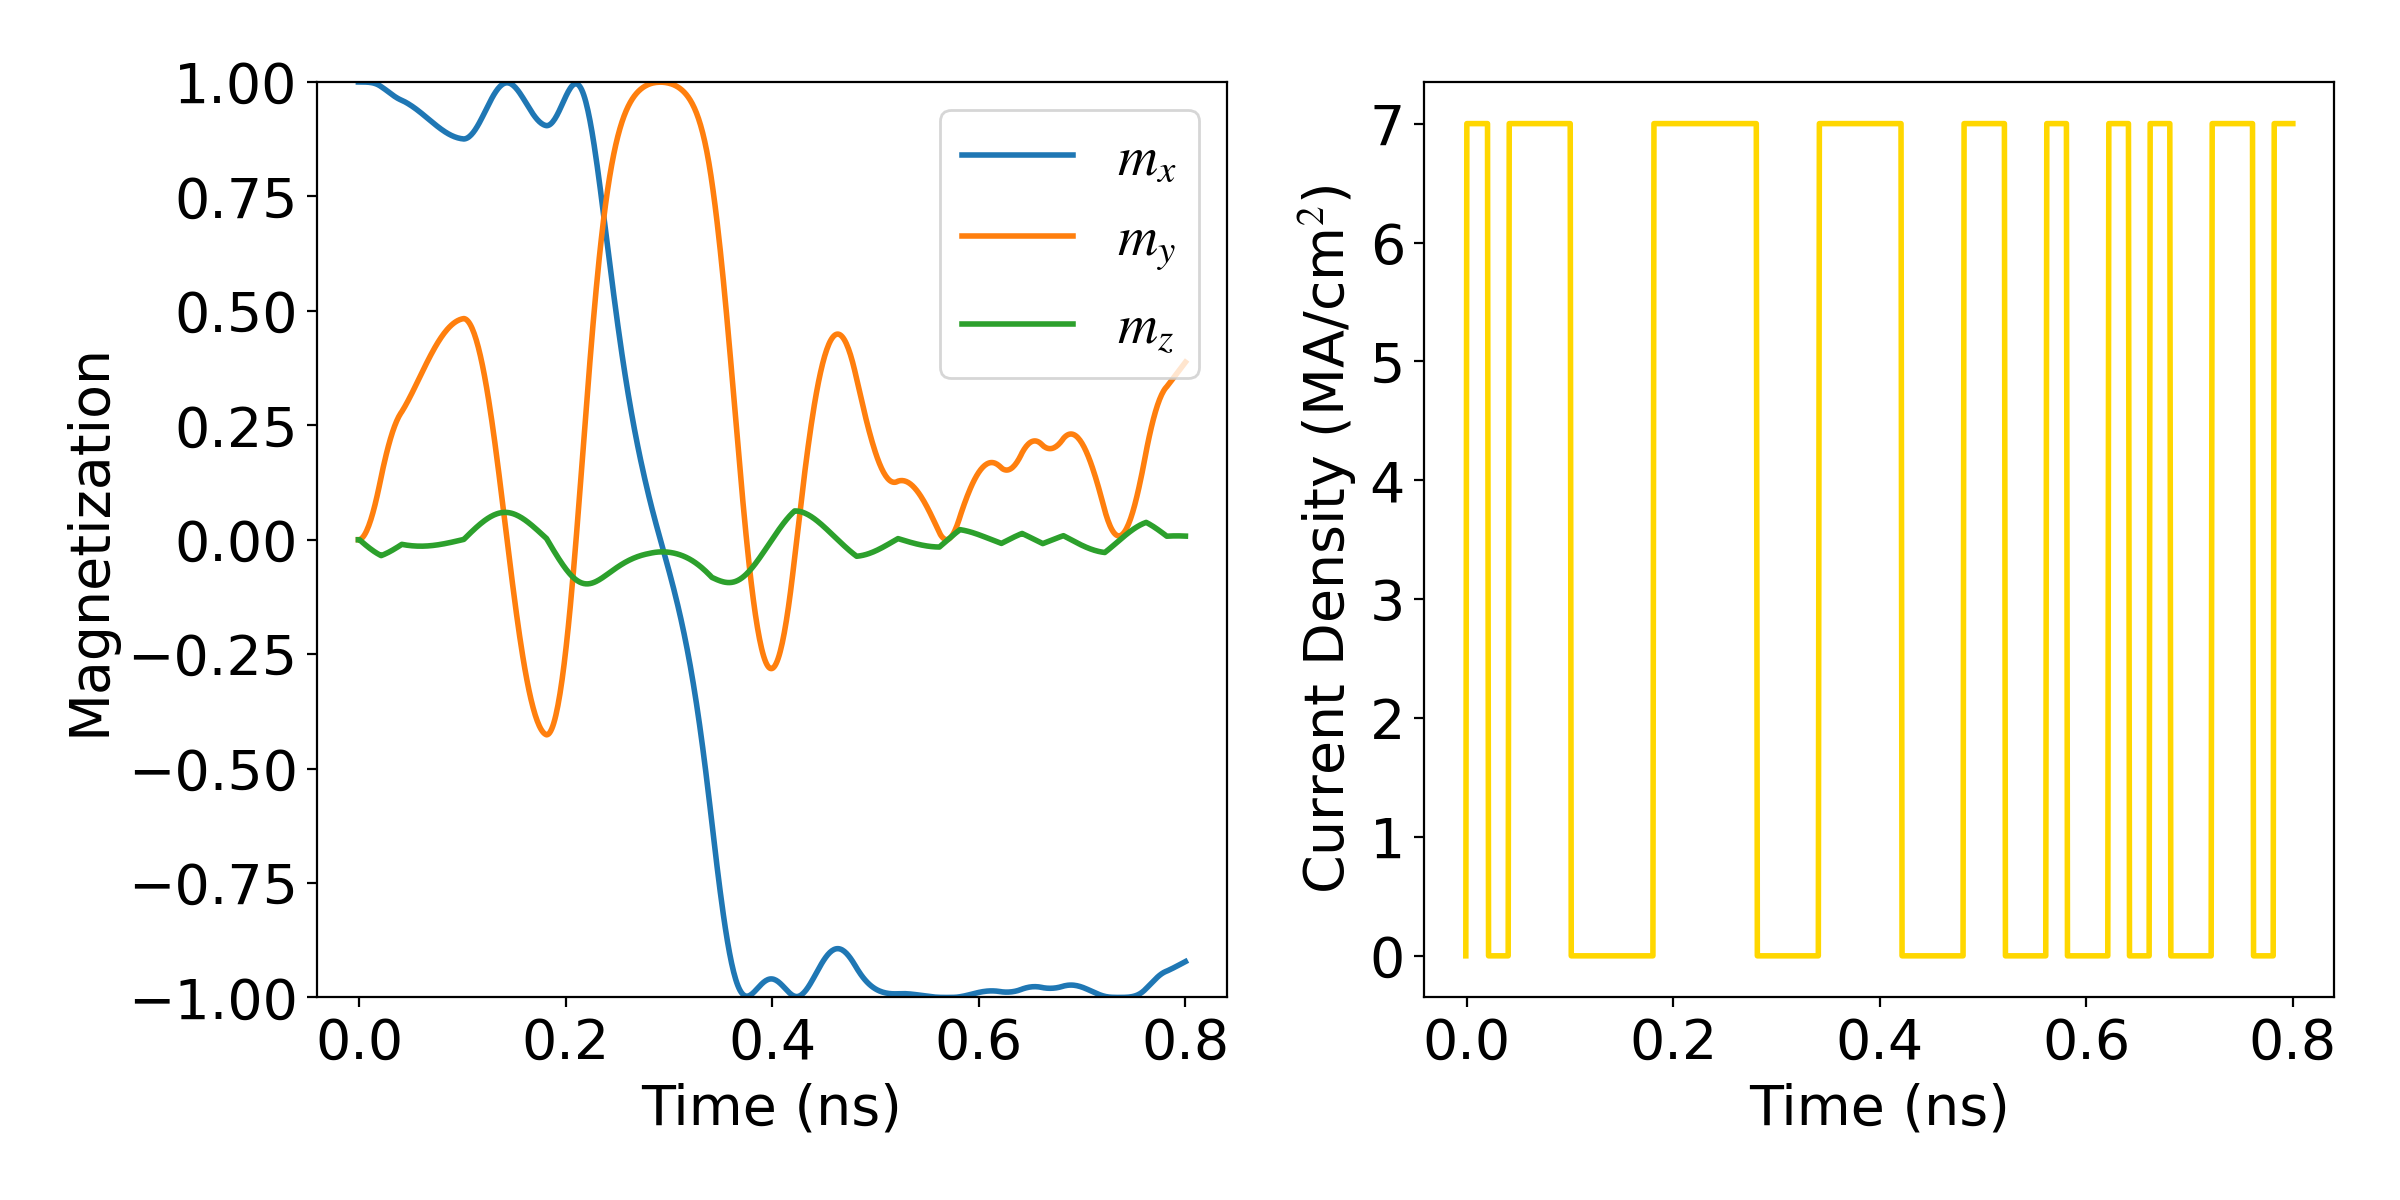 1.00
0.75
0.50
0.25
0.00
−0.25
−0.50
−0.75
−1.00
Magnetization
0.0 0.2 0.4 0.6 0.8
Time (ns)
mₓ
m_y
m_z
7
6
5
4
3
2
1
0
Current Density (MA/cm²)
0.0 0.2 0.4 0.6 0.8
Time (ns)